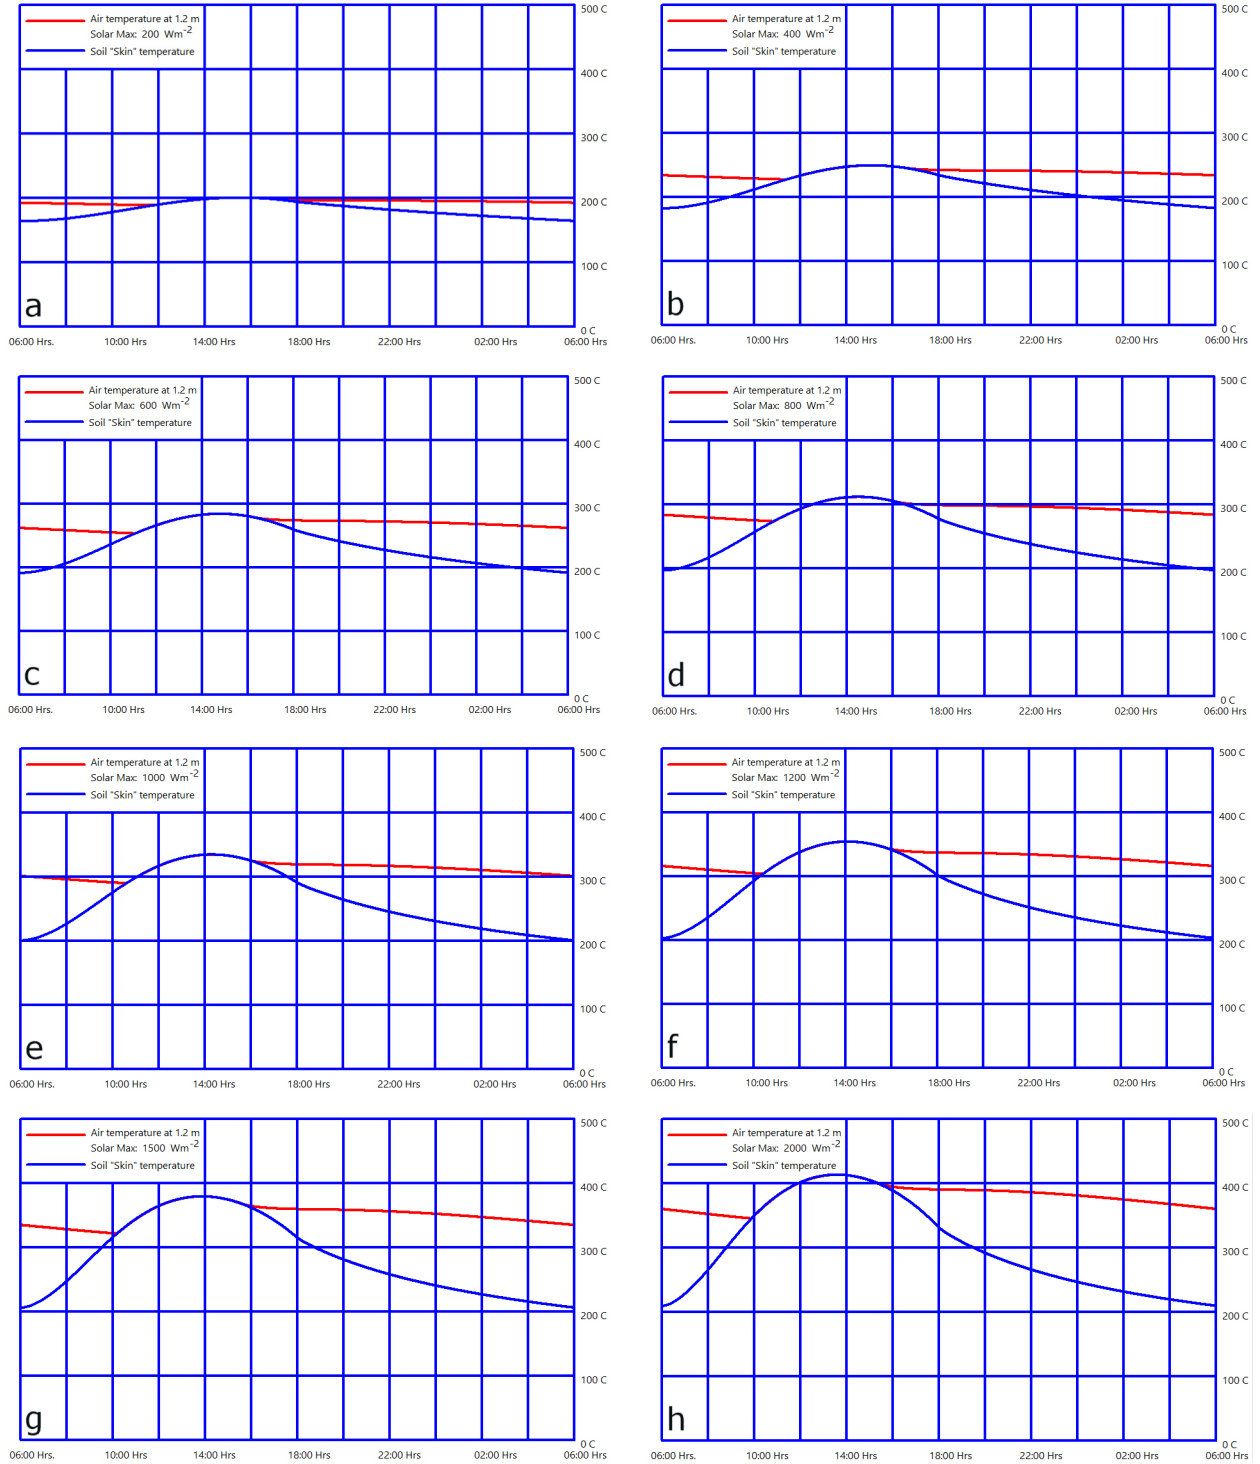 Air temperature at 1.2 m
Solar Max: 200 Wm-2
Soil "Skin" temperature
500 C
400 C
300 C
200 C
100 C
0 C
a
06:00 Hrs. 10:00 Hrs 14:00 Hrs 18:00 Hrs 22:00 Hrs 02:00 Hrs 06:00 Hrs
Air temperature at 1.2 m
Solar Max: 400 Wm-2
Soil "Skin" temperature
500 C
400 C
300 C
200 C
100 C
0 C
b
06:00 Hrs. 10:00 Hrs 14:00 Hrs 18:00 Hrs 22:00 Hrs 02:00 Hrs 06:00 Hrs
Air temperature at 1.2 m
Solar Max: 600 Wm-2
Soil "Skin" temperature
500 C
400 C
300 C
200 C
100 C
0 C
c
06:00 Hrs. 10:00 Hrs 14:00 Hrs 18:00 Hrs 22:00 Hrs 02:00 Hrs 06:00 Hrs
Air temperature at 1.2 m
Solar Max: 800 Wm-2
Soil "Skin" temperature
500 C
400 C
300 C
200 C
100 C
0 C
d
06:00 Hrs. 10:00 Hrs 14:00 Hrs 18:00 Hrs 22:00 Hrs 02:00 Hrs 06:00 Hrs
Air temperature at 1.2 m
Solar Max: 1000 Wm-2
Soil "Skin" temperature
500 C
400 C
300 C
200 C
100 C
0 C
e
06:00 Hrs. 10:00 Hrs 14:00 Hrs 18:00 Hrs 22:00 Hrs 02:00 Hrs 06:00 Hrs
Air temperature at 1.2 m
Solar Max: 1200 Wm-2
Soil "Skin" temperature
500 C
400 C
300 C
200 C
100 C
0 C
f
06:00 Hrs. 10:00 Hrs 14:00 Hrs 18:00 Hrs 22:00 Hrs 02:00 Hrs 06:00 Hrs
Air temperature at 1.2 m
Solar Max: 1500 Wm-2
Soil "Skin" temperature
500 C
400 C
300 C
200 C
100 C
0 C
g
06:00 Hrs. 10:00 Hrs 14:00 Hrs 18:00 Hrs 22:00 Hrs 02:00 Hrs 06:00 Hrs
Air temperature at 1.2 m
Solar Max: 2000 Wm-2
Soil "Skin" temperature
500 C
400 C
300 C
200 C
100 C
0 C
h
06:00 Hrs. 10:00 Hrs 14:00 Hrs 18:00 Hrs 22:00 Hrs 02:00 Hrs 06:00 Hrs